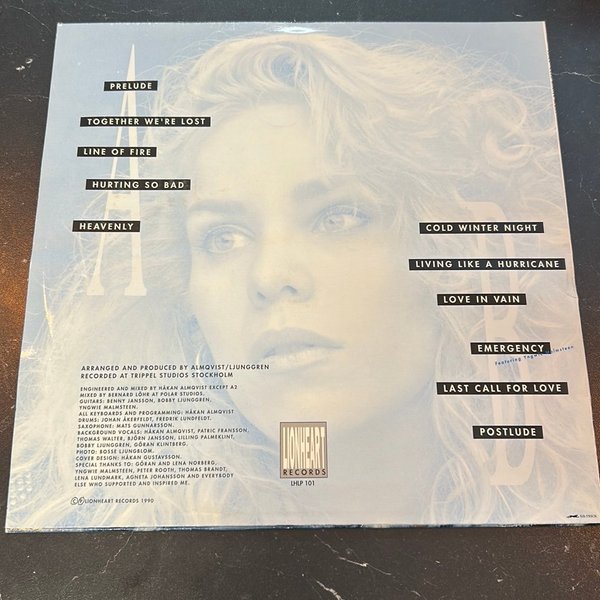 A
PRELUDE
TOGETHER WE'RE LOST
LINE OF FIRE
HURTING SO BAD
HEAVENLY
B
COLD WINTER NIGHT
LIVING LIKE A HURRICANE
LOVE IN VAIN
EMERGENCY
Featuring Yngwie Malmsteen
LAST CALL FOR LOVE
POSTLUDE
ARRANGED AND PRODUCED BY ALMQVIST/LJUNGGREN
RECORDED AT TRIPPEL STUDIOS STOCKHOLM
ENGINEERED AND MIXED BY HÅKAN ALMQVIST EXCEPT A2
MIXED BY BERNARD LÖHR AT POLAR STUDIOS,
GUITARS: BENNY JANSSON, BOBBY LJUNGGREN,
YNGWIE MALMSTEEN.
ALL KEYBOARDS AND PROGRAMMING: HÅKAN ALMQVIST
DRUMS: JOHAN ÅKERFELDT, FREDRIK LUNDFELDT.
SAXOPHONE: MATS GUNNARSSON.
BACKGROUND VOCALS: HÅKAN ALMQVIST, PATRIC FRANSSON,
THOMAS WALTER, BJÖRN JANSSON, LILLING PALMEKLINT,
BOBBY LJUNGGREN, GÖRAN KLINTBERG.
PHOTO: BOSSE LJUNGBLOM.
COVER DESIGN: HÅKAN GUSTAVSSON.
SPECIAL THANKS TO: GÖRAN AND LENA NORBERG,
YNGWIE MALMSTEEN, PETER ROOTH, THOMAS BRANDT,
LENA LUNDMARK, AGNETA JOHANSSON AND EVERYBODY
ELSE WHO SUPPORTED AND INSPIRED ME.
© ℗ LIONHEART RECORDS 1990
LIONHEART
RECORDS
LHLP 101